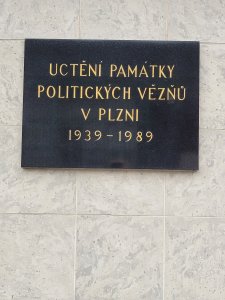 UCTĚNÍ PAMÁTKY
POLITICKÝCH VĚZŇŮ
V PLZNI
1939-1989